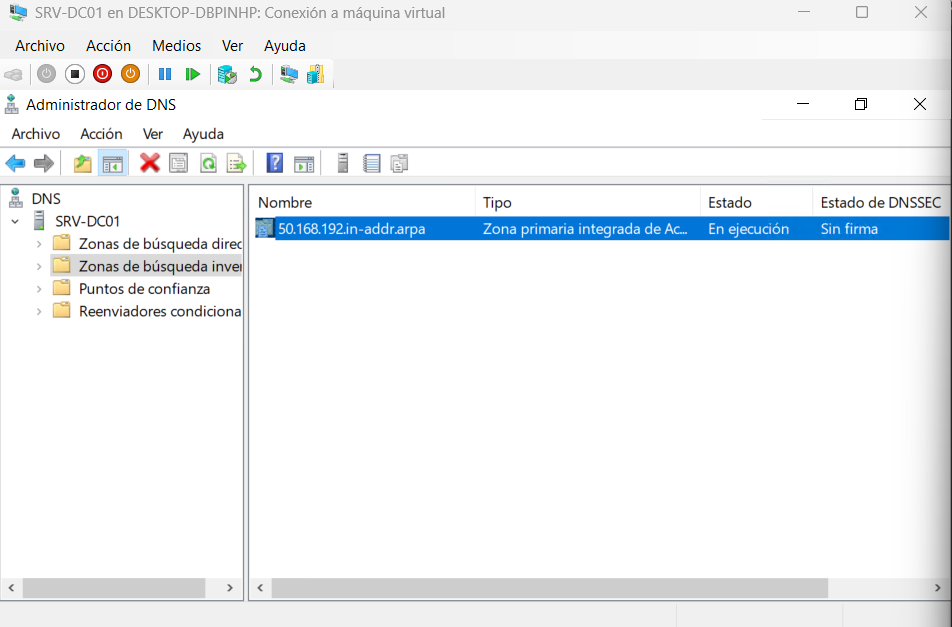 SRV-DC01 en DESKTOP-DBPINHP: Conexión a máquina virtual
Archivo Acción Medios Ver Ayuda
Administrador de DNS
Archivo Acción Ver Ayuda
DNS
SRV-DC01
Zonas de búsqueda direc
Zonas de búsqueda inver
Puntos de confianza
Reenviadores condiciona
Nombre Tipo Estado Estado de DNSSEC
50.168.192.in-addr.arpa Zona primaria integrada de Ac... En ejecución Sin firma